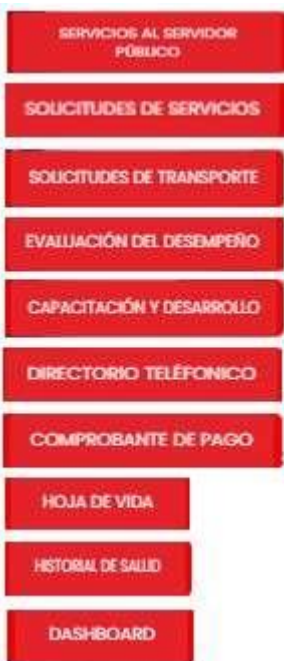 SERVICIOS AL SERVIDOR
PÚBLICO
SOLICITUDES DE SERVICIOS
SOLICITUDES DE TRANSPORTE
EVALUACIÓN DEL DESEMPEÑO
CAPACITACIÓN Y DESARROLLO
DIRECTORIO TELÉFONICO
COMPROBANTE DE PAGO
HOJA DE VIDA
HISTORIAL DE SALUD
DASHBOARD